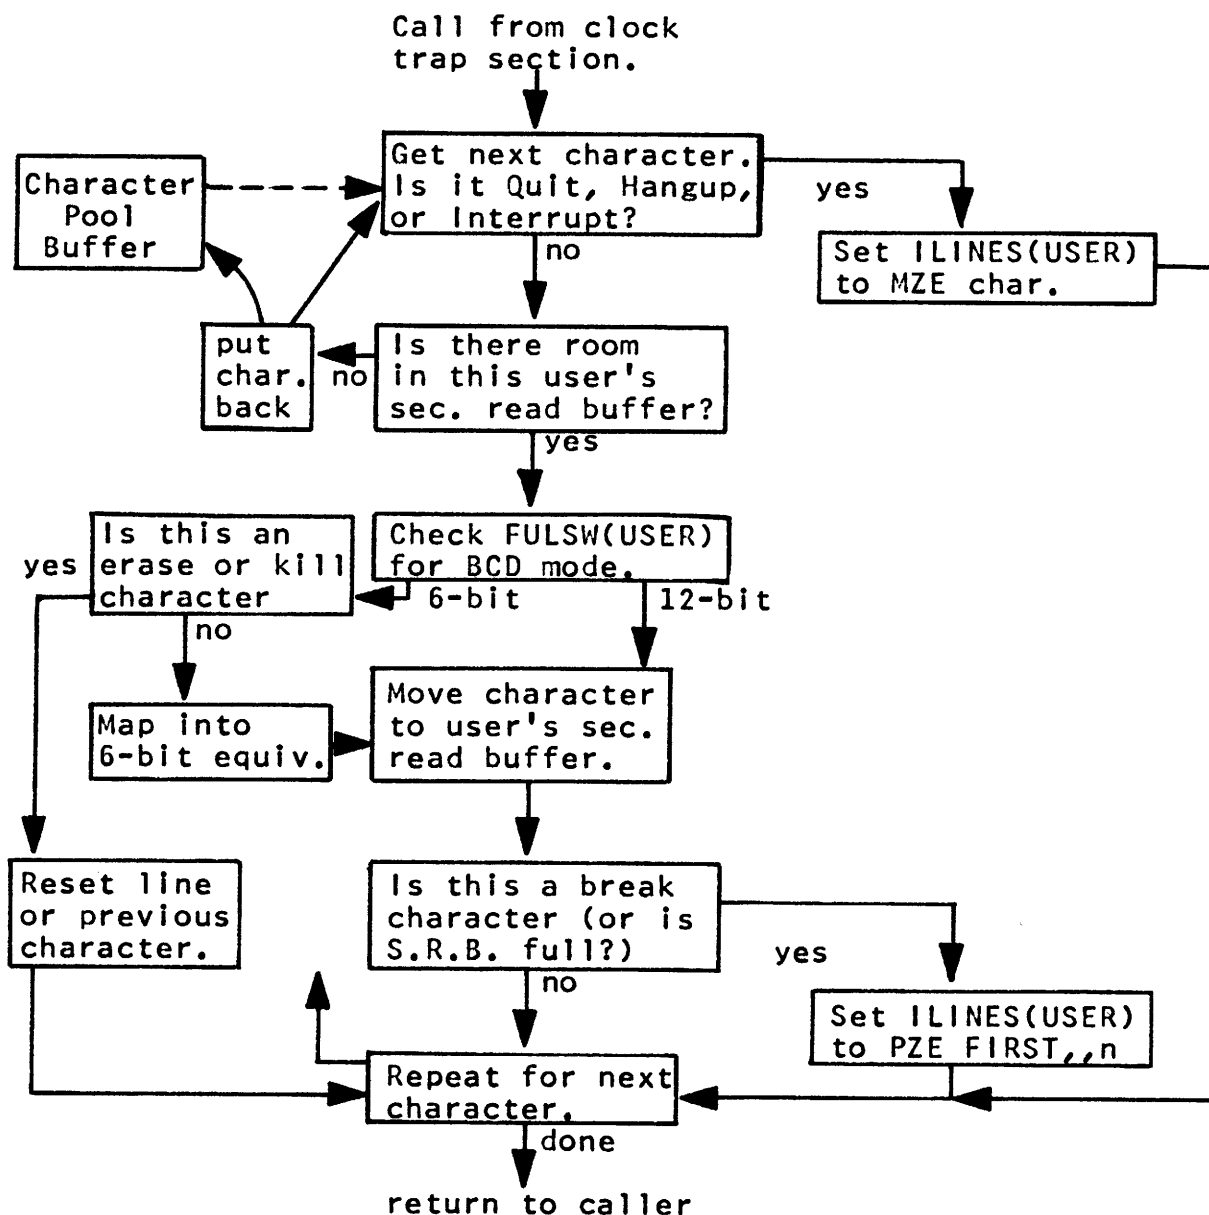 Call from clock
trap section.
Get next character.
Is it Quit, Hangup,
or Interrupt?
Character
Pool
Buffer
yes
no
Set ILINES(USER)
to MZE char.
put
char.
back
no
Is there room
in this user's
sec. read buffer?
yes
Is this an
erase or kill
character
yes
Check FULSW(USER)
for BCD mode.
6-bit
12-bit
no
Map into
6-bit equiv.
Move character
to user's sec.
read buffer.
Reset line
or previous
character.
Is this a break
character (or is
S.R.B. full?)
yes
no
Set ILINES(USER)
to PZE FIRST,,n
Repeat for next
character.
done
return to caller